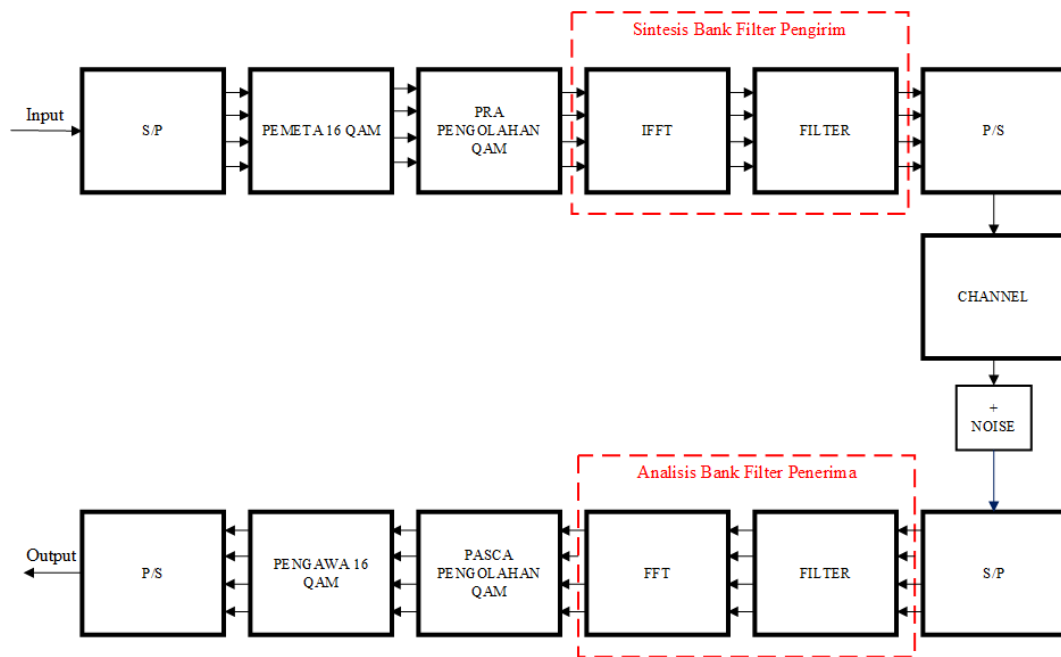 Sintesis Bank Filter Pengirim
Input
S/P
PEMETA 16 QAM
PRA
PENGOLAHAN
QAM
IFFT
FILTER
P/S
CHANNEL
+
NOISE
Analisis Bank Filter Penerima
Output
P/S
PENGAWA 16
QAM
PASCA
PENGOLAHAN
QAM
FFT
FILTER
S/P